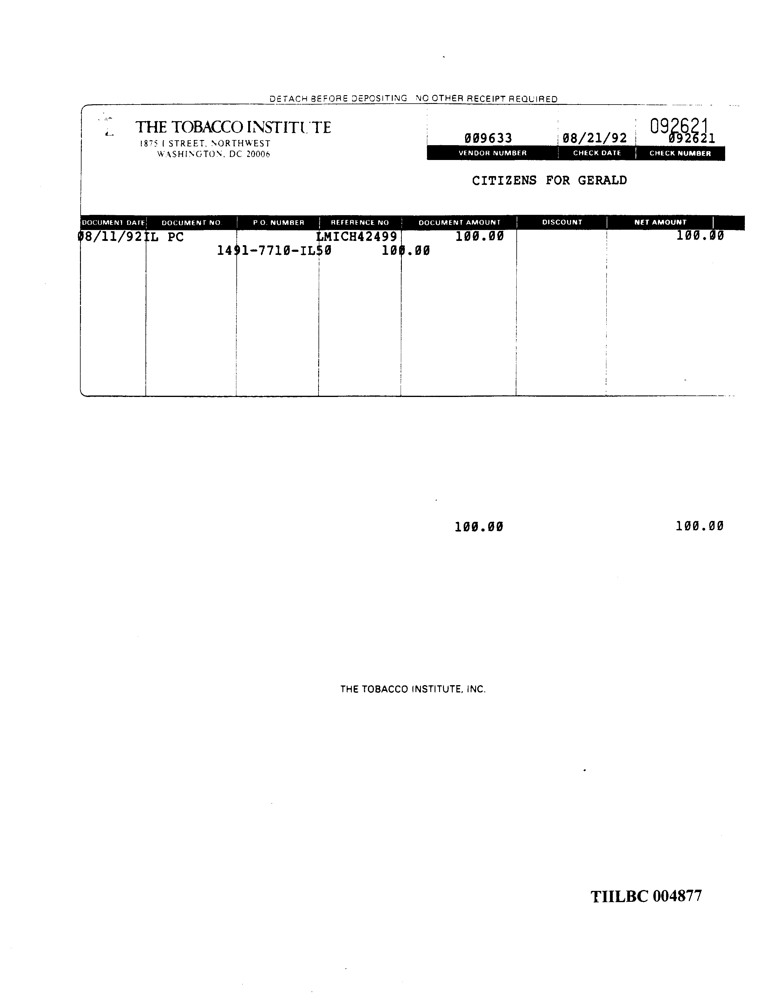 DETACH BEFORE DEPOSITING NO OTHER RECEIPT REQUIRED
THE TOBACCO INSTITUTE
1875 I STREET, NORTHWEST
WASHINGTON, DC 20006
009633 08/21/92 092621
092621
VENDOR NUMBER CHECK DATE CHECK NUMBER
CITIZENS FOR GERALD
DOCUMENT DATE DOCUMENT NO. P.O. NUMBER REFERENCE NO DOCUMENT AMOUNT DISCOUNT NET AMOUNT
08/11/92 IL PC LMICH42499 100.00 100.00
1491-7710-IL50 100.00
100.00 100.00
THE TOBACCO INSTITUTE, INC.
TIILBC 004877